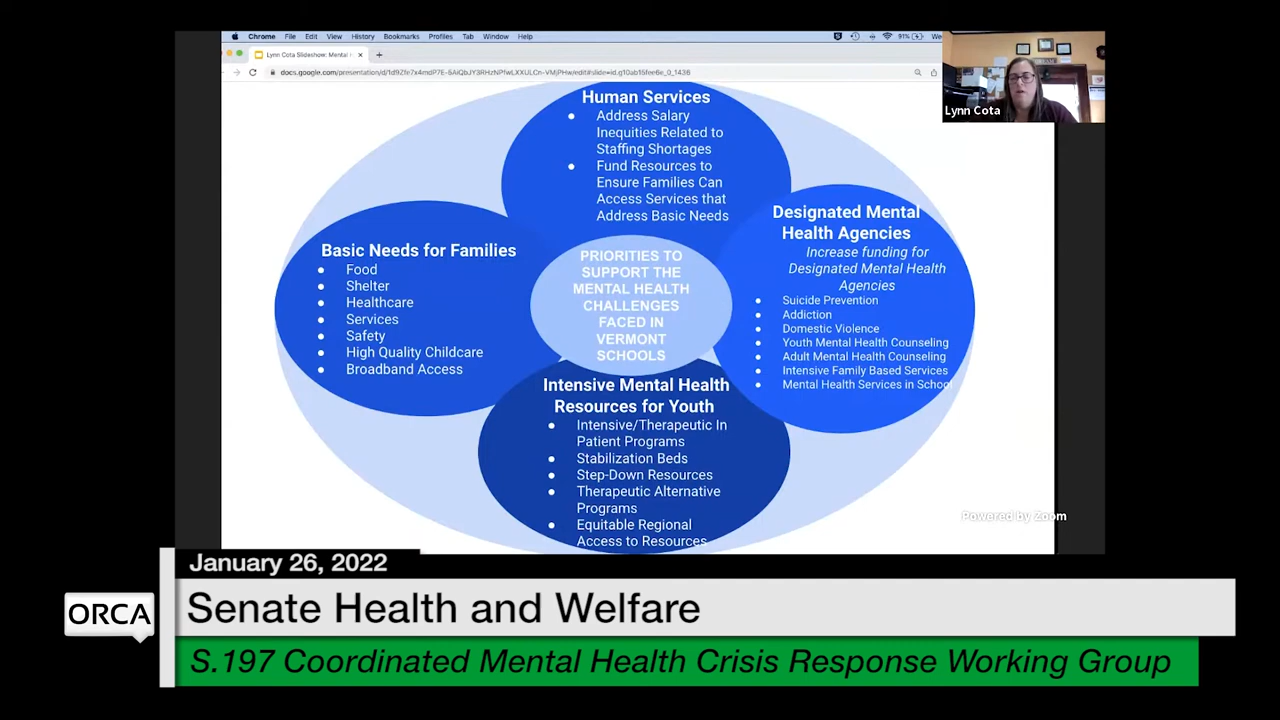 Chrome File Edit View History Bookmarks Profiles Tab Window Help
91%
Lynn Cota Slideshow: Mental
Lynn Cota
Human Services
Address Salary
Inequities Related to
Staffing Shortages
Fund Resources to
Ensure Families Can
Access Services that
Address Basic Needs
Basic Needs for Families
Food
Shelter
Healthcare
Services
Safety
High Quality Childcare
Broadband Access
PRIORITIES TO
SUPPORT THE
MENTAL HEALTH
CHALLENGES
FACED IN
VERMONT
SCHOOLS
Designated Mental
Health Agencies
Increase funding for
Designated Mental Health
Agencies
Suicide Prevention
Addiction
Domestic Violence
Youth Mental Health Counseling
Adult Mental Health Counseling
Intensive Family Based Services
Mental Health Services in School
Intensive Mental Health
Resources for Youth
Intensive/Therapeutic In
Patient Programs
Stabilization Beds
Step-Down Resources
Therapeutic Alternative
Programs
Equitable Regional
Access to Resources
Powered by Zoom
January 26, 2022
ORCA
Senate Health and Welfare
S.197 Coordinated Mental Health Crisis Response Working Group